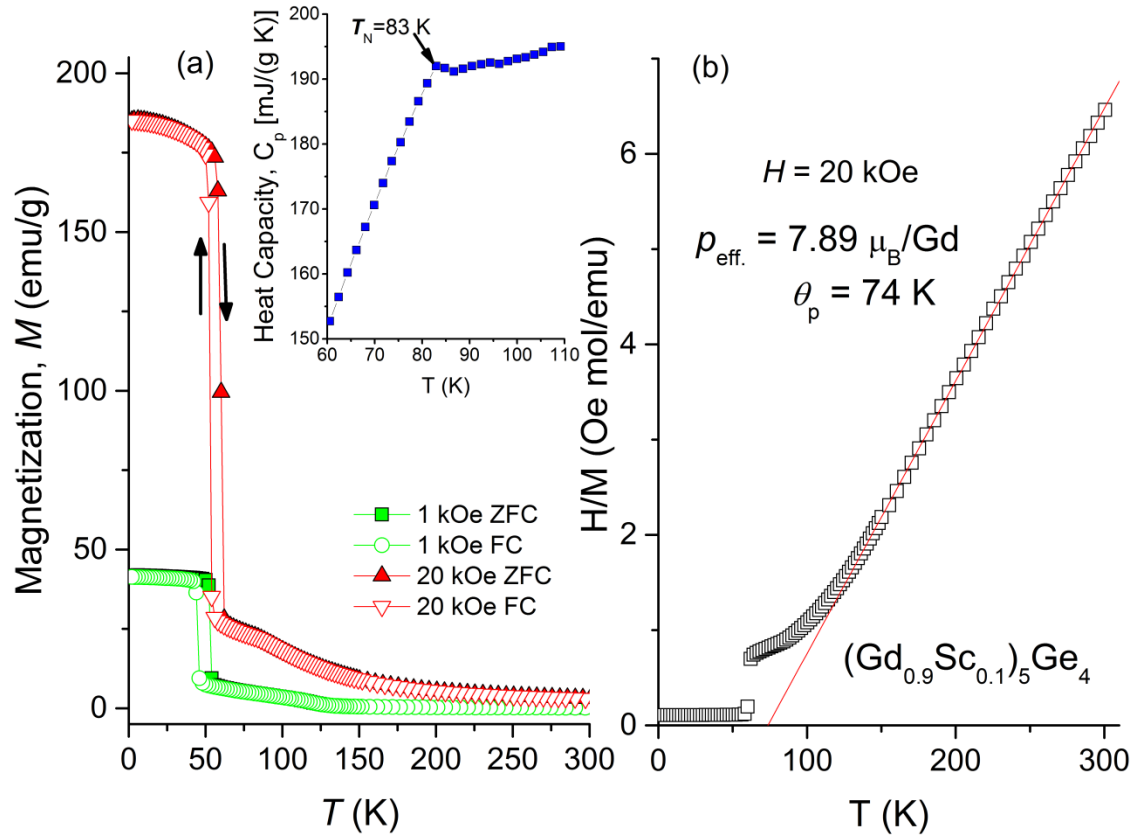 (a)
Magnetization, M (emu/g)
200
150
100
50
0
0 50 100 150 200 250 300
T (K)
1 kOe ZFC
1 kOe FC
20 kOe ZFC
20 kOe FC
T_N=83 K
Heat Capacity, C_p [mJ/(g K)]
200
190
180
170
160
150
60 70 80 90 100 110
T (K)
(b)
H/M (Oe mol/emu)
6
4
2
0
H = 20 kOe
p_eff. = 7.89 μ_B/Gd
θ_p = 74 K
(Gd_0.9Sc_0.1)_5Ge_4
100 200 300
T (K)